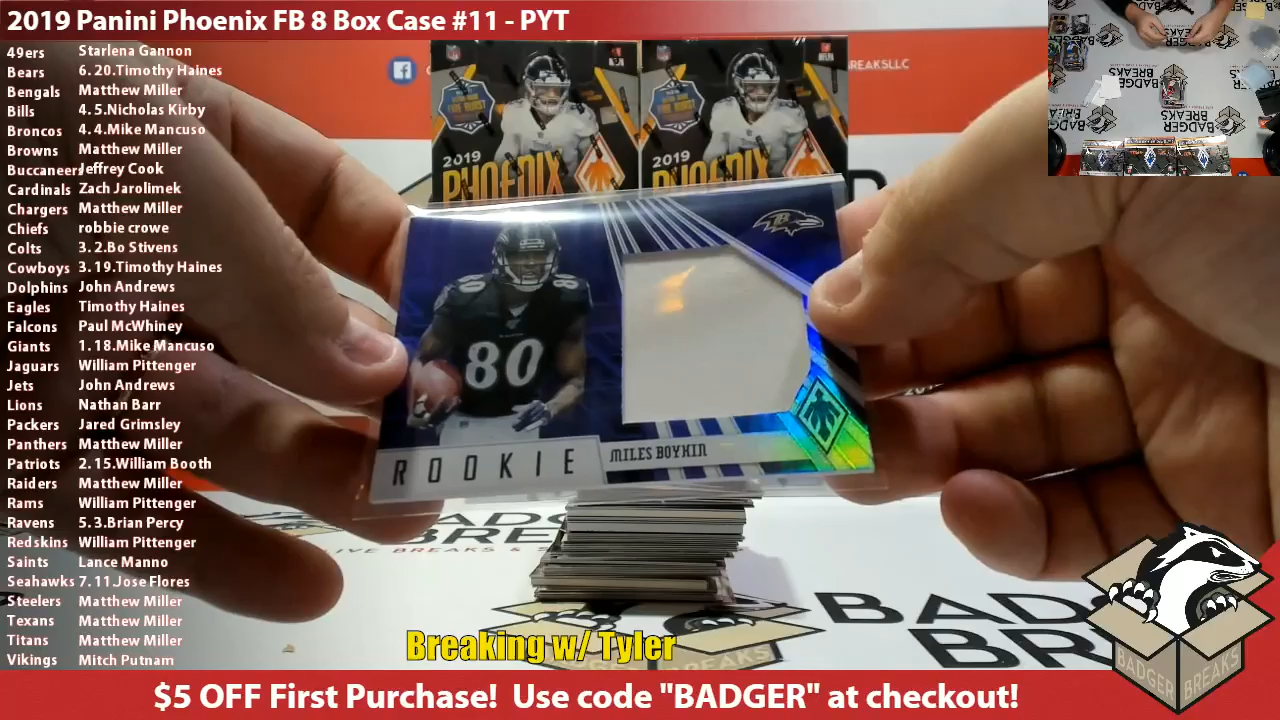 2019 Panini Phoenix FB 8 Box Case #11 - PYT
49ers Starlena Gannon
Bears 6. 20.Timothy Haines
Bengals Matthew Miller
Bills 4. 5.Nicholas Kirby
Broncos 4. 4.Mike Mancuso
Browns Matthew Miller
Buccaneers Jeffrey Cook
Cardinals Zach Jarolimek
Chargers Matthew Miller
Chiefs robbie crowe
Colts 3. 2.Bo Stivens
Cowboys 3. 19.Timothy Haines
Dolphins John Andrews
Eagles Timothy Haines
Falcons Paul McWhiney
Giants 1. 18.Mike Mancuso
Jaguars William Pittenger
Jets John Andrews
Lions Nathan Barr
Packers Jared Grimsley
Panthers Matthew Miller
Patriots 2. 15.William Booth
Raiders Matthew Miller
Rams William Pittenger
Ravens 5. 3.Brian Percy
Redskins William Pittenger
Saints Lance Manno
Seahawks 7. 11.Jose Flores
Steelers Matthew Miller
Texans Matthew Miller
Titans Matthew Miller
Vikings Mitch Putnam
BREAKSLLC
2019 PHOENIX
2019 PHOENIX
80
80
ROOKIE
MILES BOYKIN
LIVE BREAKS &
Breaking w/ Tyler
BADGER BREAKS
BADGER BREAKS
$5 OFF First Purchase! Use code "BADGER" at checkout!